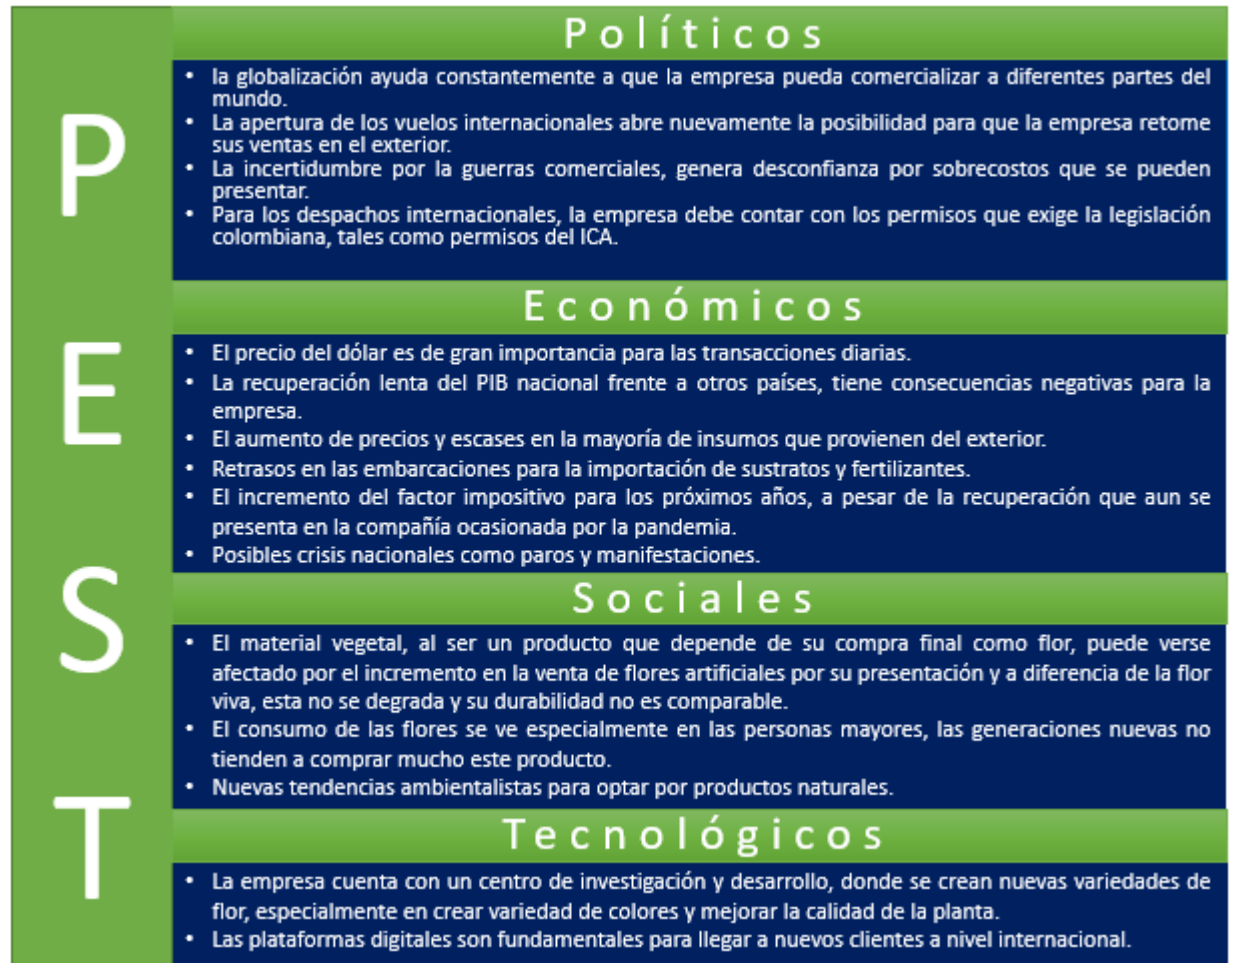 P
Políticos
• la globalización ayuda constantemente a que la empresa pueda comercializar a diferentes partes del
mundo.
• La apertura de los vuelos internacionales abre nuevamente la posibilidad para que la empresa retome
sus ventas en el exterior.
• La incertidumbre por la guerras comerciales, genera desconfianza por sobrecostos que se pueden
presentar.
• Para los despachos internacionales, la empresa debe contar con los permisos que exige la legislación
colombiana, tales como permisos del ICA.
E
Económicos
• El precio del dólar es de gran importancia para las transacciones diarias.
• La recuperación lenta del PIB nacional frente a otros países, tiene consecuencias negativas para la
empresa.
• El aumento de precios y escases en la mayoría de insumos que provienen del exterior.
• Retrasos en las embarcaciones para la importación de sustratos y fertilizantes.
• El incremento del factor impositivo para los próximos años, a pesar de la recuperación que aun se
presenta en la compañía ocasionada por la pandemia.
• Posibles crisis nacionales como paros y manifestaciones.
S
Sociales
• El material vegetal, al ser un producto que depende de su compra final como flor, puede verse
afectado por el incremento en la venta de flores artificiales por su presentación y a diferencia de la flor
viva, esta no se degrada y su durabilidad no es comparable.
• El consumo de las flores se ve especialmente en las personas mayores, las generaciones nuevas no
tienden a comprar mucho este producto.
• Nuevas tendencias ambientalistas para optar por productos naturales.
T
Tecnológicos
• La empresa cuenta con un centro de investigación y desarrollo, donde se crean nuevas variedades de
flor, especialmente en crear variedad de colores y mejorar la calidad de la planta.
• Las plataformas digitales son fundamentales para llegar a nuevos clientes a nivel internacional.